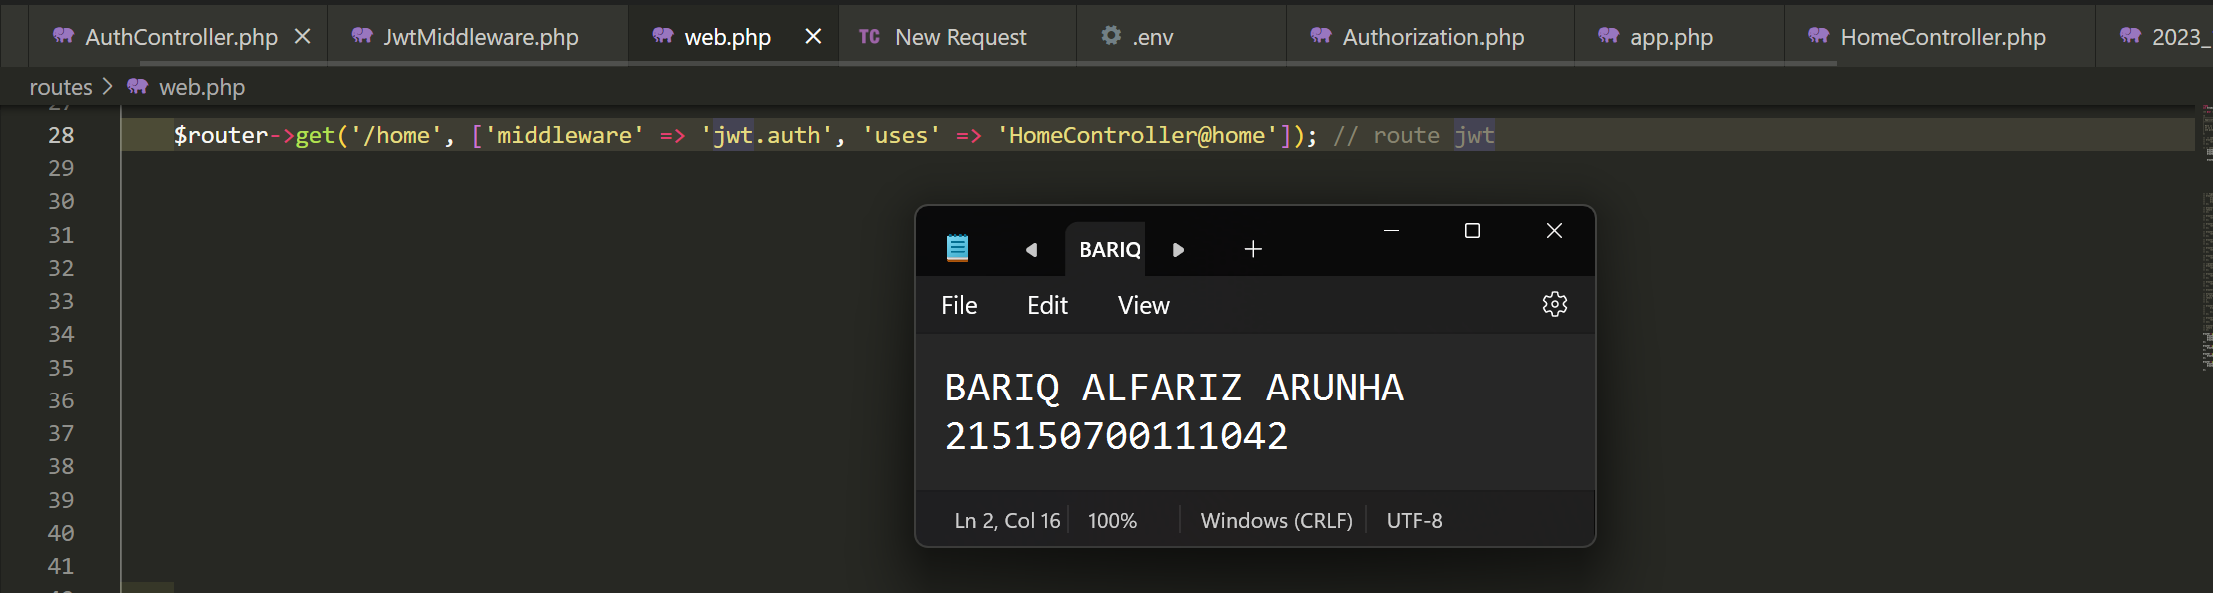 AuthController.php JwtMiddleware.php web.php TC New Request .env Authorization.php app.php HomeController.php 2023_
routes > web.php
27
28 $router->get('/home', ['middleware' => 'jwt.auth', 'uses' => 'HomeController@home']); // route jwt
29
30
31
32
33
34
35
36
37
38
39
40
41
BARIQ
File Edit View
BARIQ ALFARIZ ARUNHA
215150700111042
Ln 2, Col 16 100% Windows (CRLF) UTF-8